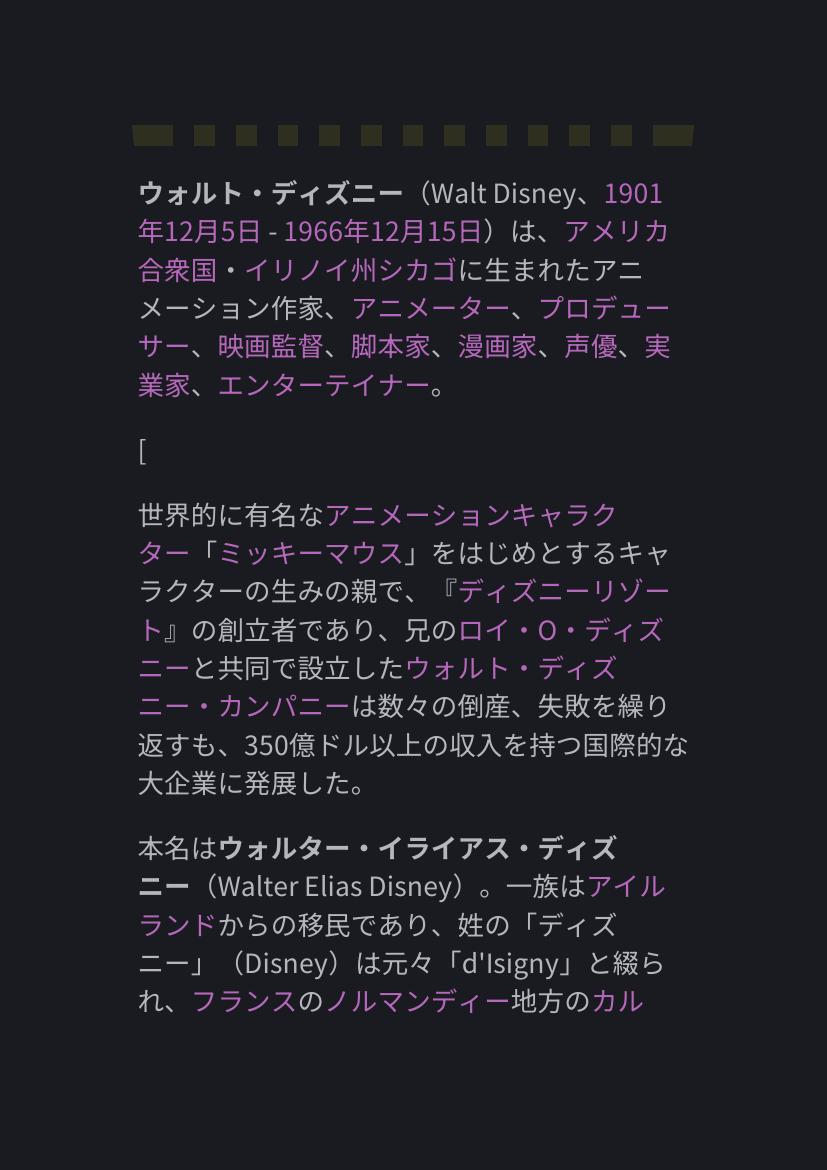 ウォルト・ディズニー（Walt Disney、1901
年12月5日 - 1966年12月15日）は、アメリカ
合衆国・イリノイ州シカゴに生まれたアニ
メーション作家、アニメーター、プロデュー
サー、映画監督、脚本家、漫画家、声優、実
業家、エンターテイナー。
[
世界的に有名なアニメーションキャラク
ター「ミッキーマウス」をはじめとするキャ
ラクターの生みの親で、『ディズニーリゾー
ト』の創立者であり、兄のロイ・O・ディズ
ニーと共同で設立したウォルト・ディズ
ニー・カンパニーは数々の倒産、失敗を繰り
返すも、350億ドル以上の収入を持つ国際的な
大企業に発展した。
本名はウォルター・イライアス・ディズ
ニー（Walter Elias Disney）。一族はアイル
ランドからの移民であり、姓の「ディズ
ニー」（Disney）は元々「d'Isigny」と綴ら
れ、フランスのノルマンディー地方のカル